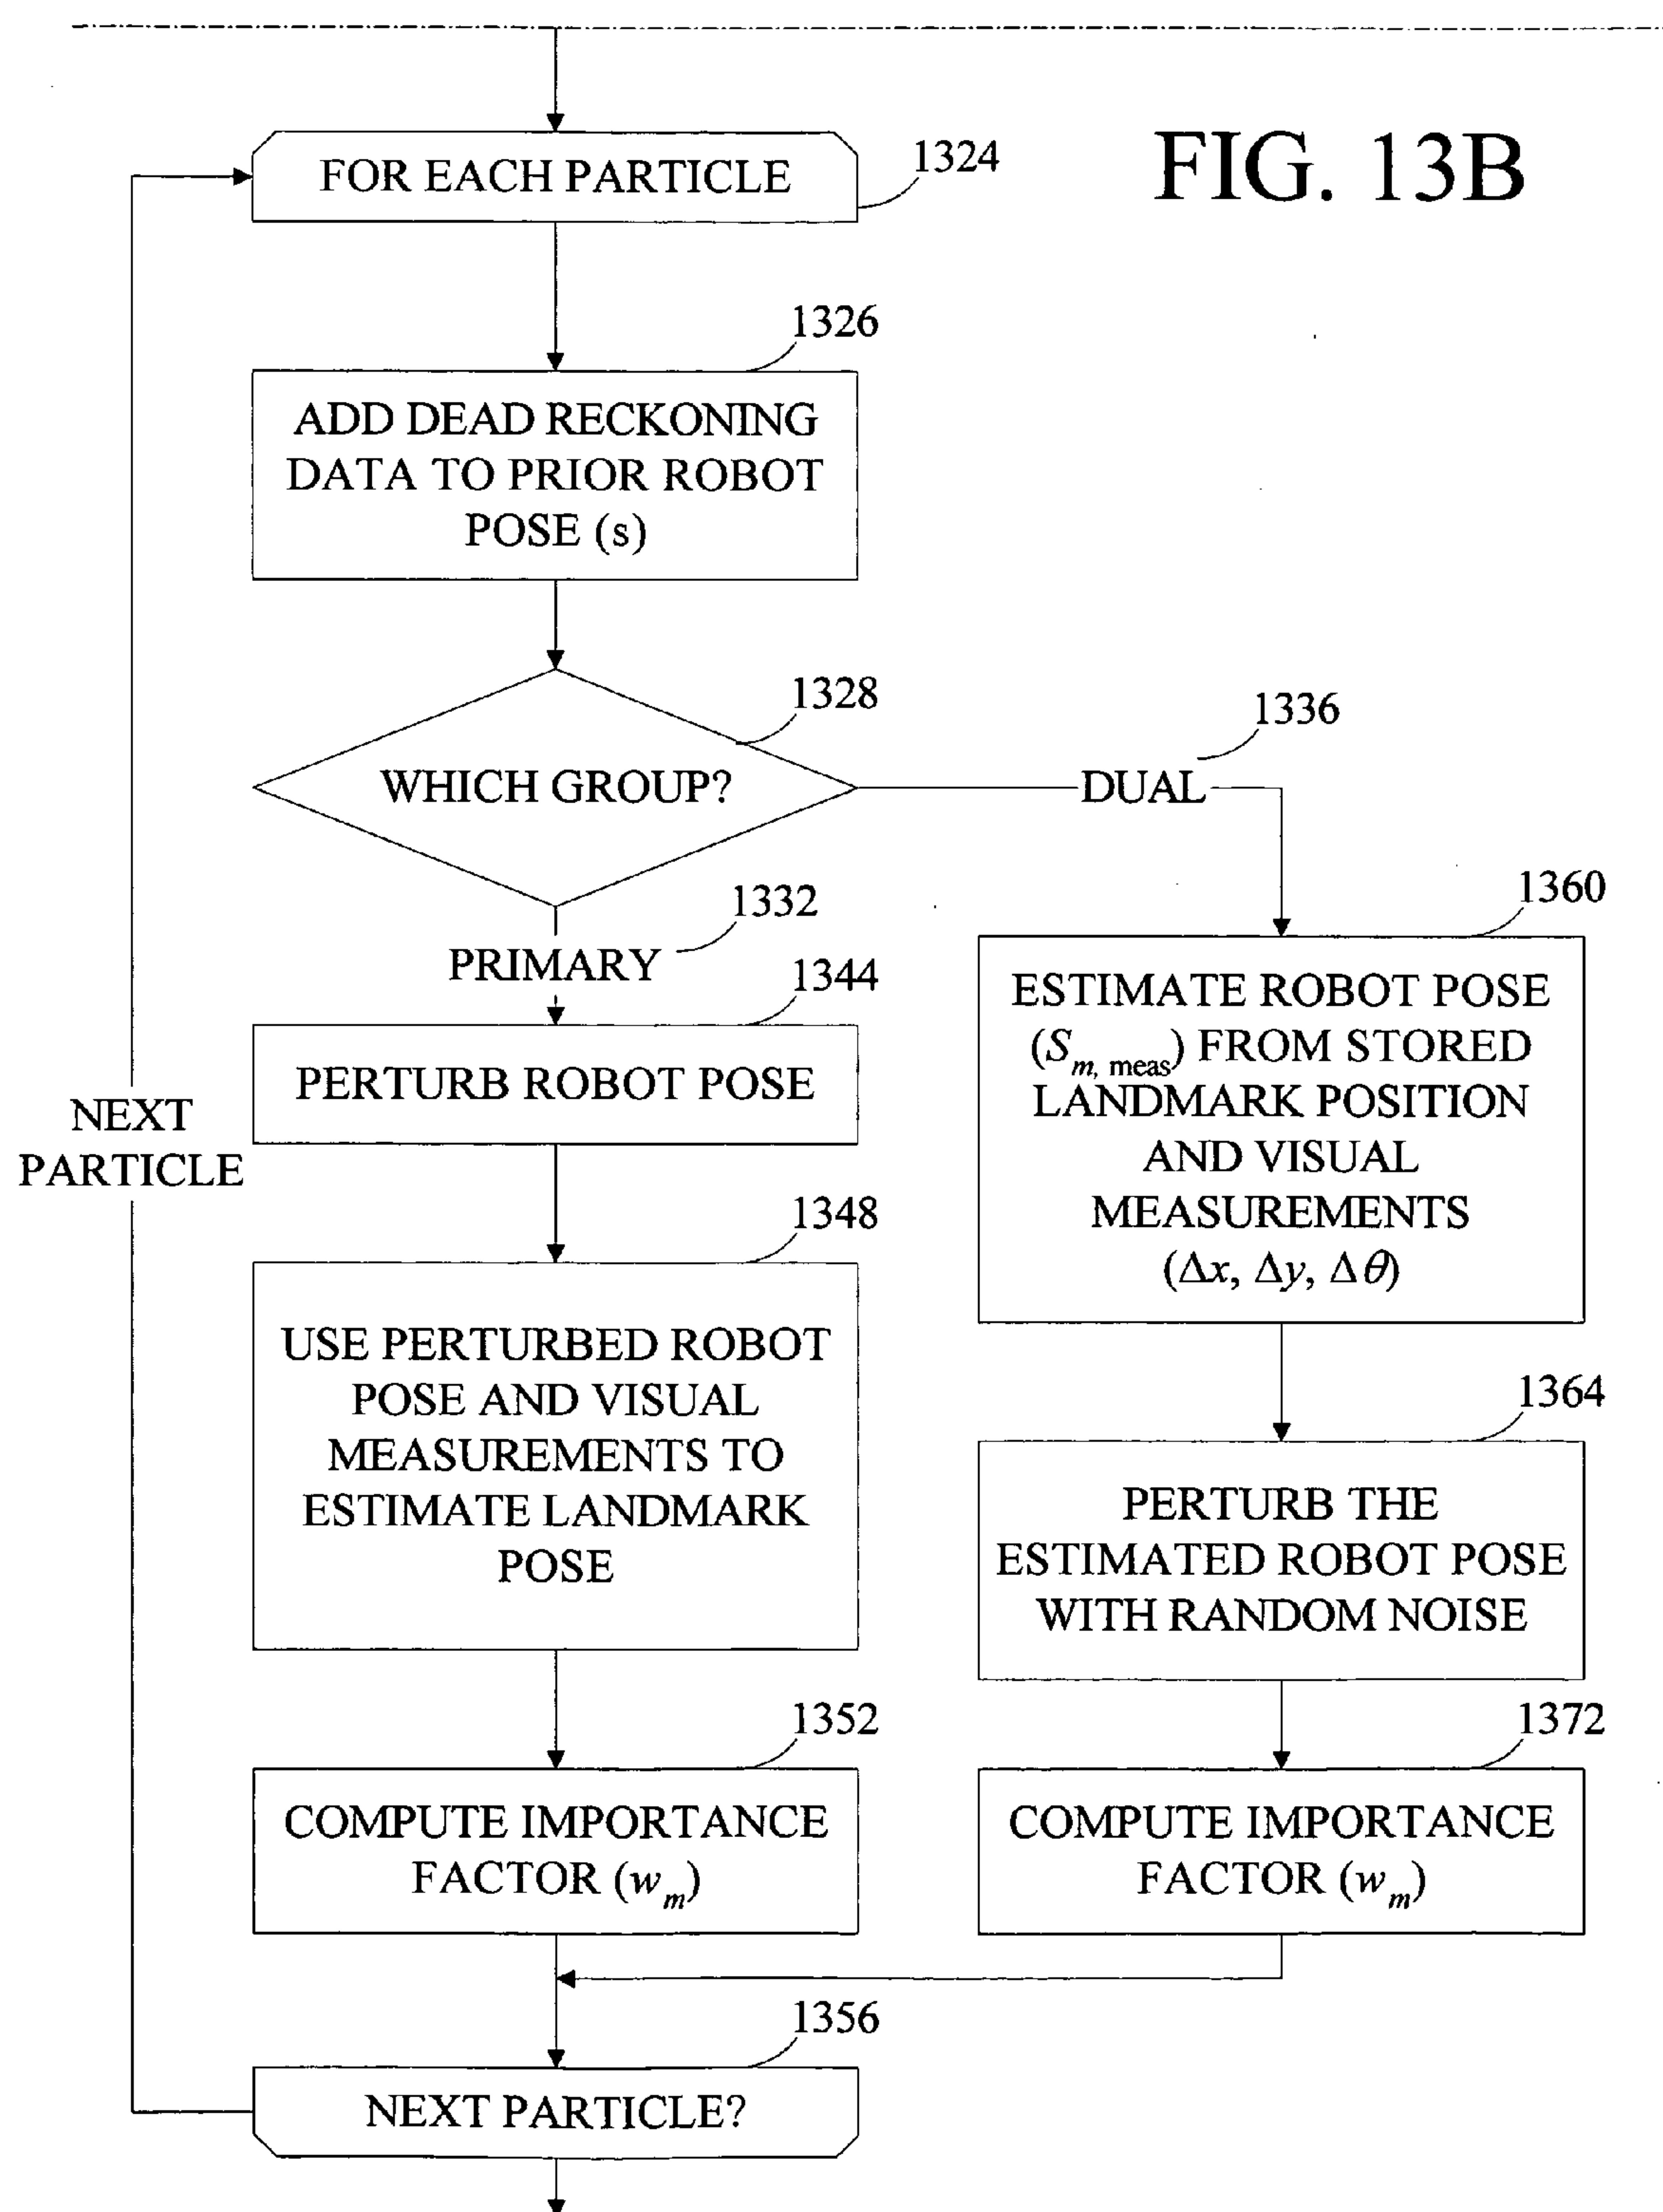 FIG. 13B
FOR EACH PARTICLE
1324
1326
ADD DEAD RECKONING
DATA TO PRIOR ROBOT
POSE (s)
1328
WHICH GROUP?
1336
DUAL
1332
PRIMARY
1344
PERTURB ROBOT POSE
NEXT
PARTICLE
1348
USE PERTURBED ROBOT
POSE AND VISUAL
MEASUREMENTS TO
ESTIMATE LANDMARK
POSE
1352
COMPUTE IMPORTANCE
FACTOR (wm)
1360
ESTIMATE ROBOT POSE
(Sm, meas) FROM STORED
LANDMARK POSITION
AND VISUAL
MEASUREMENTS
(Δx, Δy, Δθ)
1364
PERTURB THE
ESTIMATED ROBOT POSE
WITH RANDOM NOISE
1372
COMPUTE IMPORTANCE
FACTOR (wm)
1356
NEXT PARTICLE?